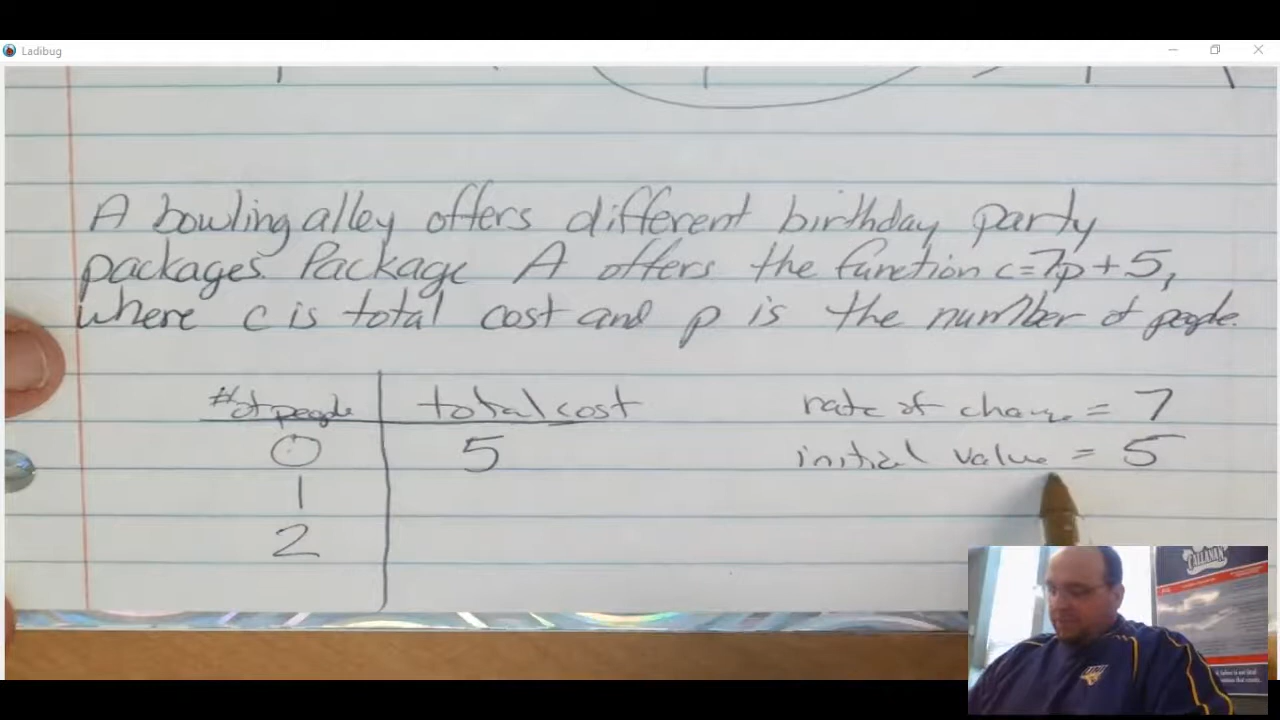 Ladibug
A bowling alley offers different birthday party
packages. Package A offers the function c=7p+5,
where c is total cost and p is the number of people.
# of people total cost
0 5
1
2
rate of change = 7
initial value = 5
CALLANAN